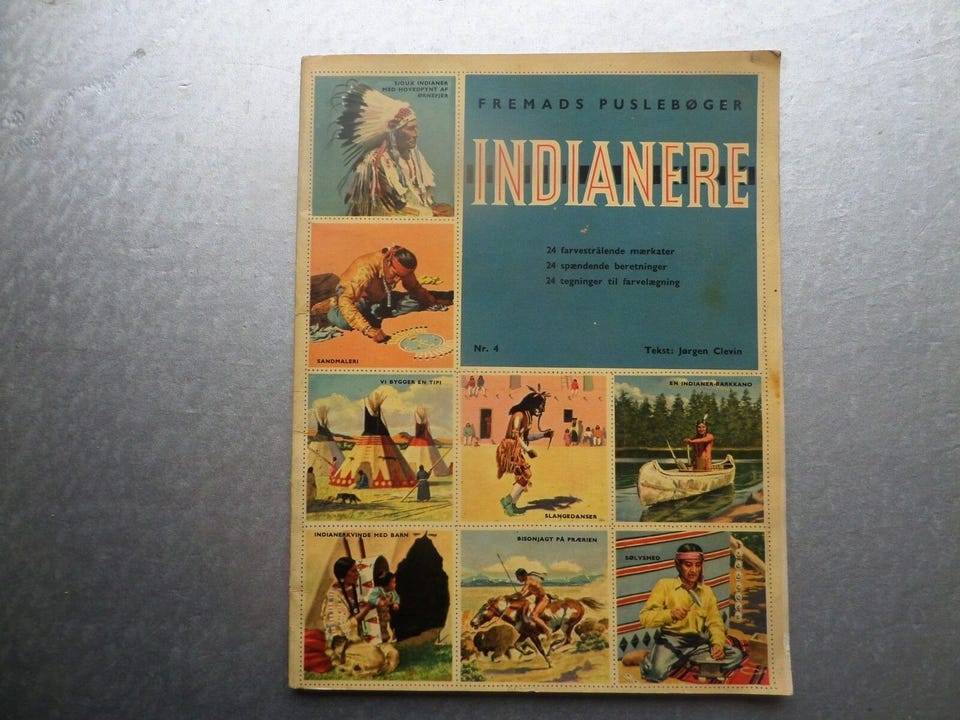 SIOUX INDIANER
MED HOVEDPYNT AF
ØRNEFJER
FREMADS PUSLEBØGER
INDIANERE
24 farvestrålende mærkater
24 spændende beretninger
24 tegninger til farvelægning
Nr. 4
Tekst: Jørgen Clevin
SANDMALERI
VI BYGGER EN TIPI
SLANGEDANSER
EN INDIANER-BARKKANO
INDIANERKVINDE MED BARN
BISONJAGT PÅ PRÆRIEN
SØLVSMED